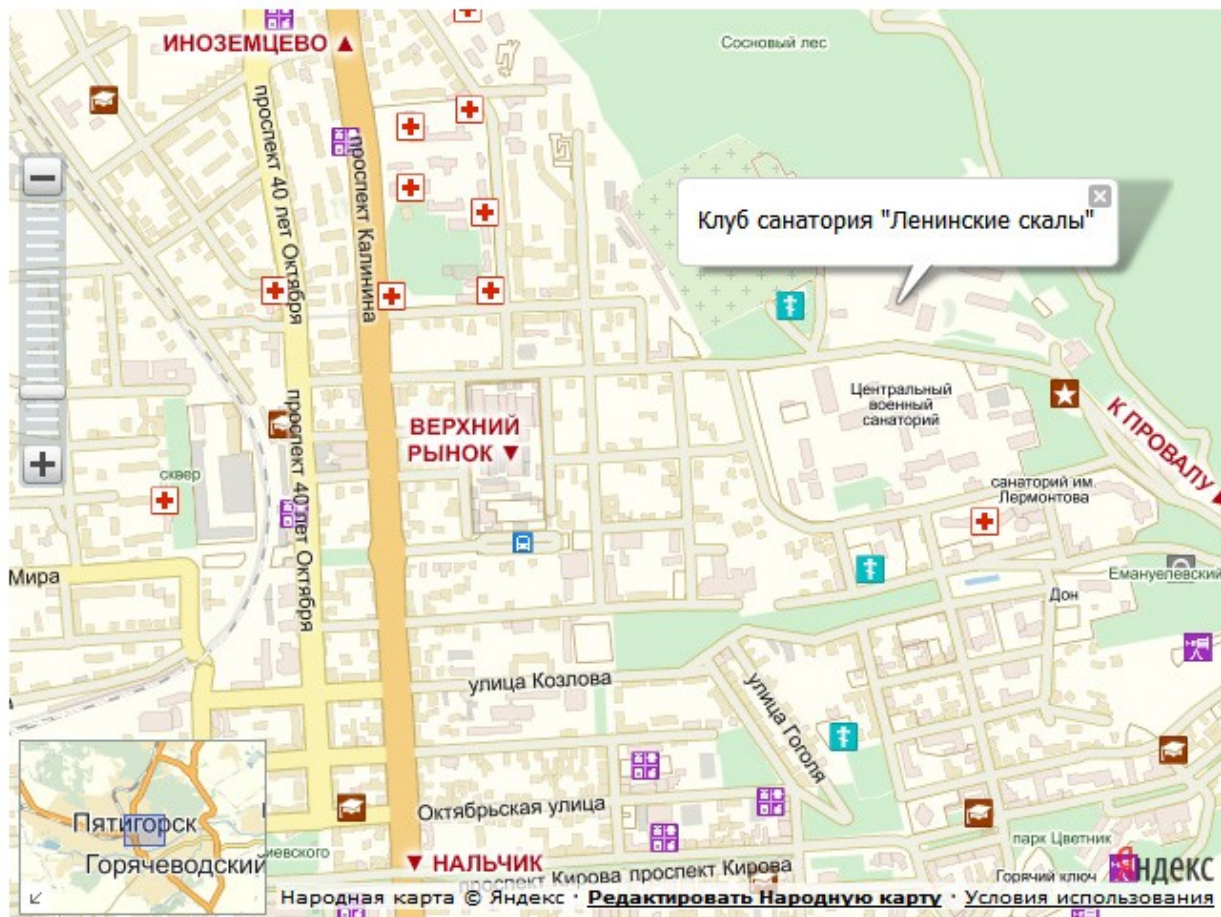 ИНОЗЕМЦЕВО ▲
Сосновый лес
проспект 40 лет Октября
проспект Калинина
Клуб санатория "Ленинские скалы"
Центральный
военный
санаторий
К ПРОВАЛУ
ВЕРХНИЙ
РЫНОК ▼
проспект 40 лет Октября
сквер
санаторий им.
Лермонтова
Мира
Емануелевский
Дон
улица Козлова
улица Гоголя
Октябрьская улица
Пятигорск
Горячеводский
иевского
▼ НАЛЬЧИК
парк Цветник
проспект Кирова проспект Кирова
Горячий ключ
Яндекс
Народная карта © Яндекс · Редактировать Народную карту · Условия использования